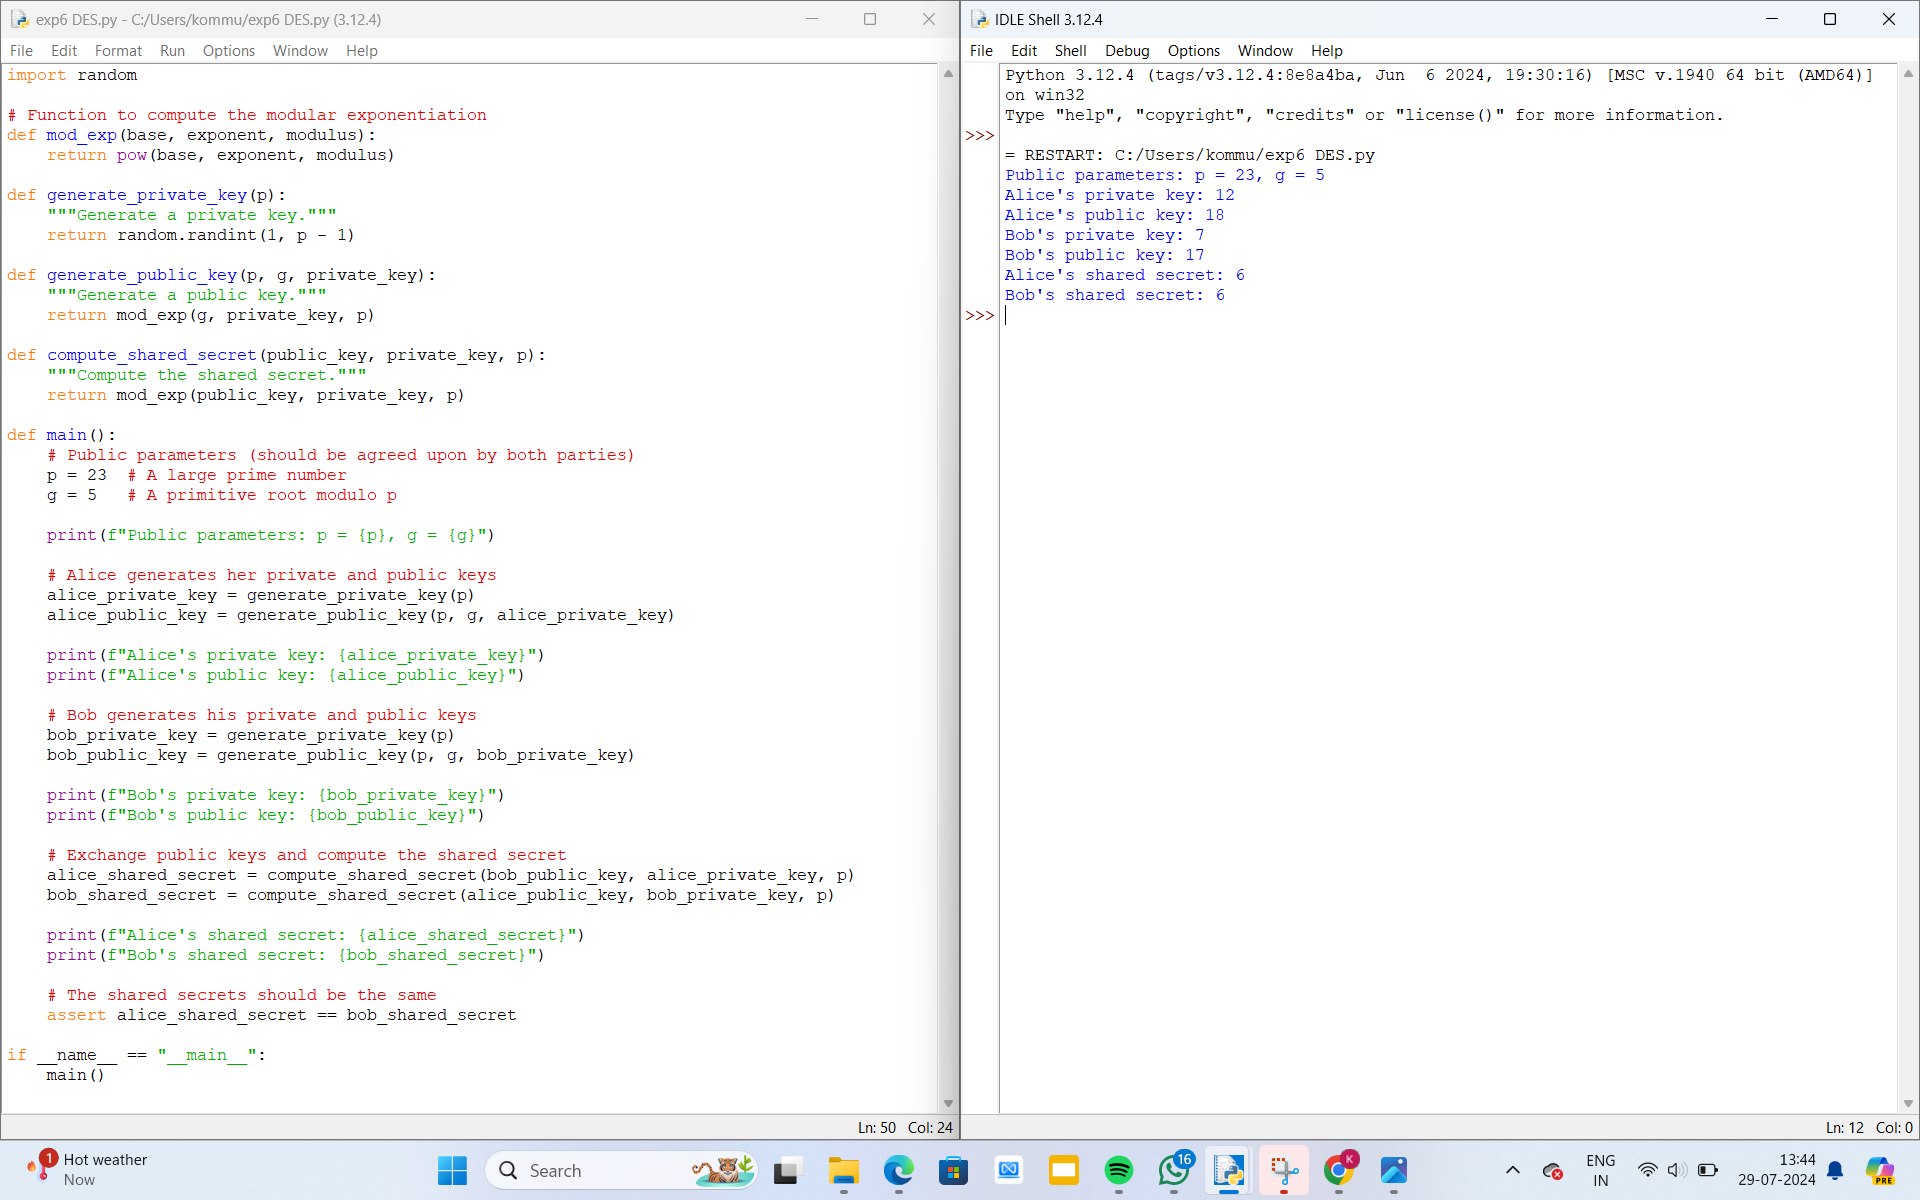 exp6 DES.py - C:/Users/kommu/exp6 DES.py (3.12.4)
File Edit Format Run Options Window Help
import random

# Function to compute the modular exponentiation
def mod_exp(base, exponent, modulus):
    return pow(base, exponent, modulus)

def generate_private_key(p):
    """Generate a private key."""
    return random.randint(1, p - 1)

def generate_public_key(p, g, private_key):
    """Generate a public key."""
    return mod_exp(g, private_key, p)

def compute_shared_secret(public_key, private_key, p):
    """Compute the shared secret."""
    return mod_exp(public_key, private_key, p)

def main():
    # Public parameters (should be agreed upon by both parties)
    p = 23  # A large prime number
    g = 5   # A primitive root modulo p

    print(f"Public parameters: p = {p}, g = {g}")

    # Alice generates her private and public keys
    alice_private_key = generate_private_key(p)
    alice_public_key = generate_public_key(p, g, alice_private_key)

    print(f"Alice's private key: {alice_private_key}")
    print(f"Alice's public key: {alice_public_key}")

    # Bob generates his private and public keys
    bob_private_key = generate_private_key(p)
    bob_public_key = generate_public_key(p, g, bob_private_key)

    print(f"Bob's private key: {bob_private_key}")
    print(f"Bob's public key: {bob_public_key}")

    # Exchange public keys and compute the shared secret
    alice_shared_secret = compute_shared_secret(bob_public_key, alice_private_key, p)
    bob_shared_secret = compute_shared_secret(alice_public_key, bob_private_key, p)

    print(f"Alice's shared secret: {alice_shared_secret}")
    print(f"Bob's shared secret: {bob_shared_secret}")

    # The shared secrets should be the same
    assert alice_shared_secret == bob_shared_secret

if __name__ == "__main__":
    main()
Ln: 50 Col: 24
IDLE Shell 3.12.4
File Edit Shell Debug Options Window Help
Python 3.12.4 (tags/v3.12.4:8e8a4ba, Jun  6 2024, 19:30:16) [MSC v.1940 64 bit (AMD64)]
on win32
Type "help", "copyright", "credits" or "license()" for more information.
>>>
= RESTART: C:/Users/kommu/exp6 DES.py
Public parameters: p = 23, g = 5
Alice's private key: 12
Alice's public key: 18
Bob's private key: 7
Bob's public key: 17
Alice's shared secret: 6
Bob's shared secret: 6
>>>
Ln: 12 Col: 0
1
Hot weather
Now
Search
16
K
ENG
IN
13:44
29-07-2024
PRE